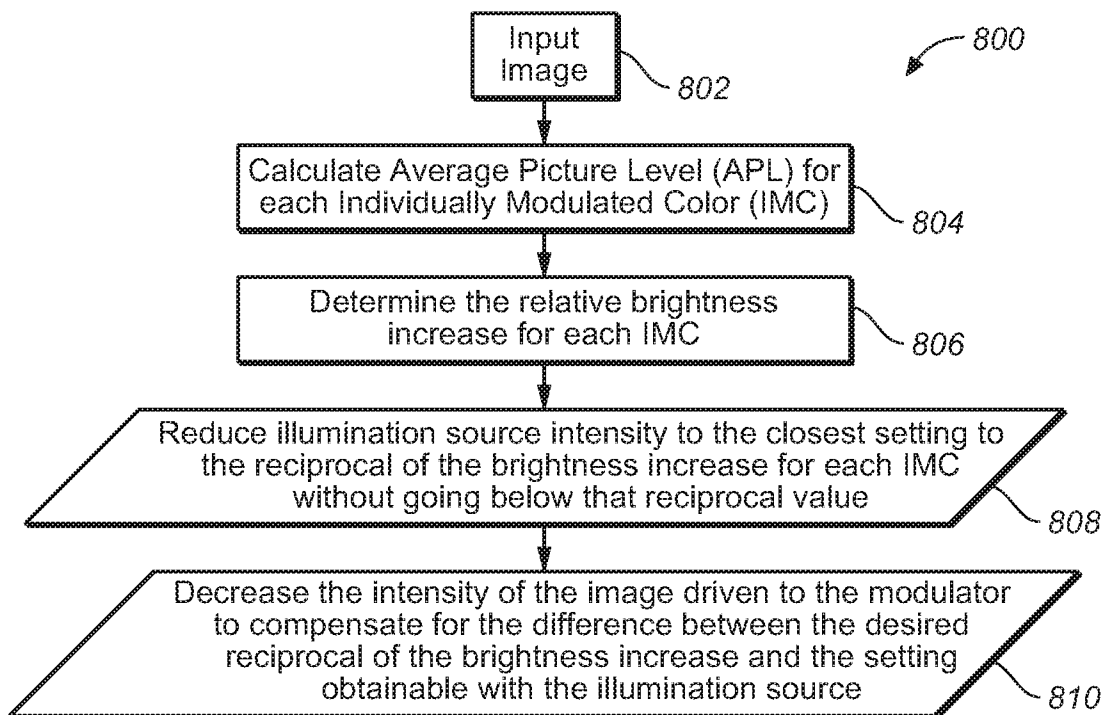 Input
Image
802
800
Calculate Average Picture Level (APL) for
each Individually Modulated Color (IMC)
804
Determine the relative brightness
increase for each IMC
806
Reduce illumination source intensity to the closest setting to
the reciprocal of the brightness increase for each IMC
without going below that reciprocal value
808
Decrease the intensity of the image driven to the modulator
to compensate for the difference between the desired
reciprocal of the brightness increase and the setting
obtainable with the illumination source
810